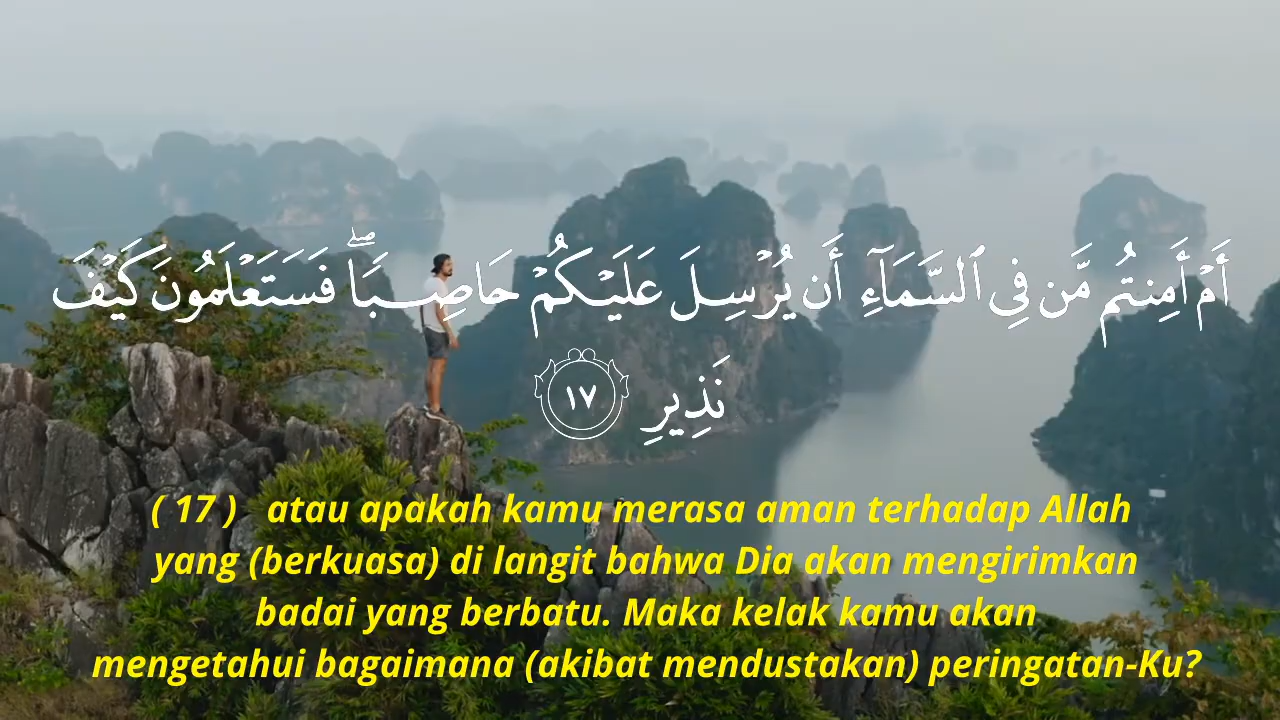 أَمۡ أَمِنتُم مَّن فِي ٱلسَّمَآءِ أَن يُرۡسِلَ عَلَيۡكُمۡ حَاصِبٗاۖ فَسَتَعۡلَمُونَ كَيۡفَ
نَذِيرِ ١٧
( 17 ) atau apakah kamu merasa aman terhadap Allah
yang (berkuasa) di langit bahwa Dia akan mengirimkan
badai yang berbatu. Maka kelak kamu akan
mengetahui bagaimana (akibat mendustakan) peringatan-Ku?